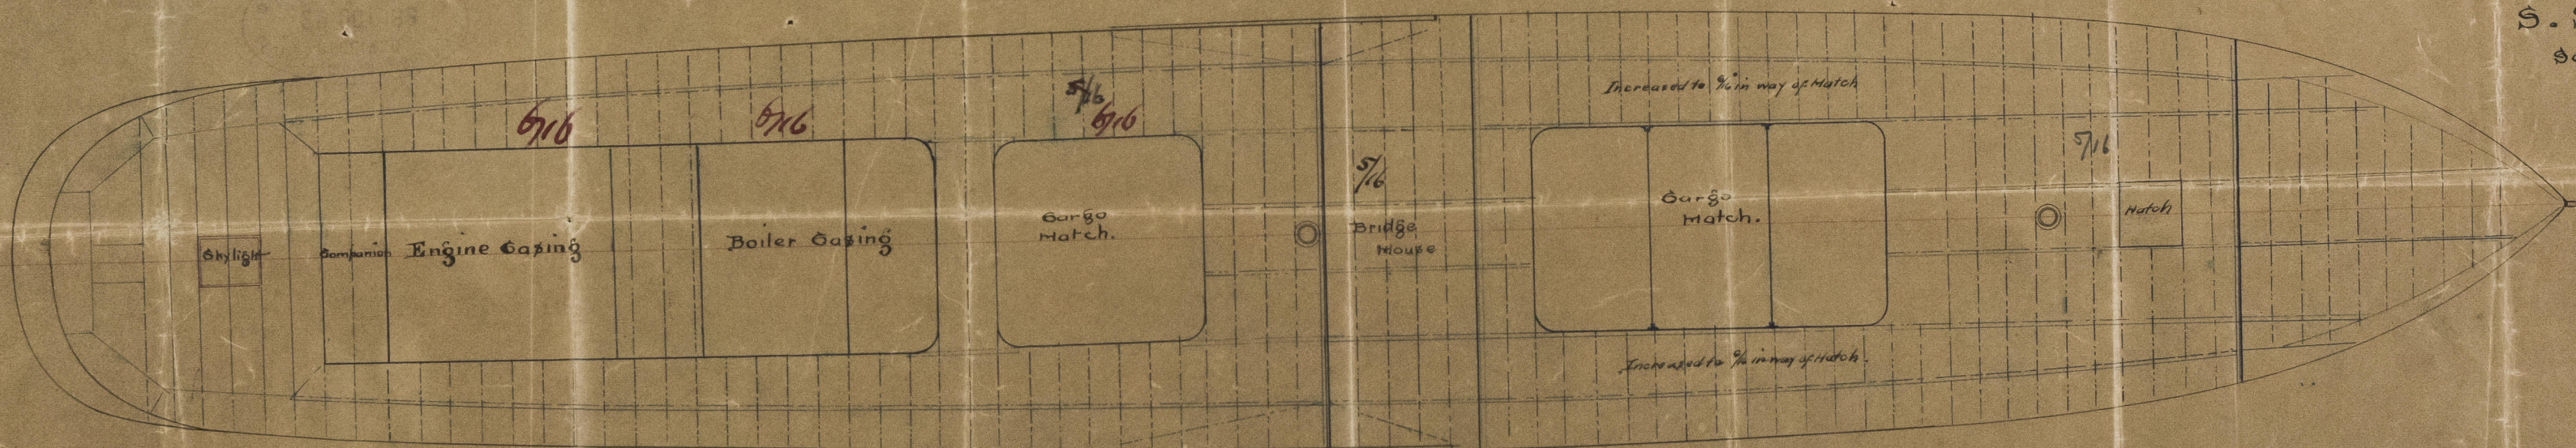 S.
5/16
Increased to 6/16 in way of Hatch
6/16
6/16
6/16
5/16
5/16
Cargo
Hatch.
Cargo
Hatch.
Hatch
Skylight
Companion
Engine Casing
Boiler Casing
Bridge
House
Increased to 6/16 in way of Hatch.